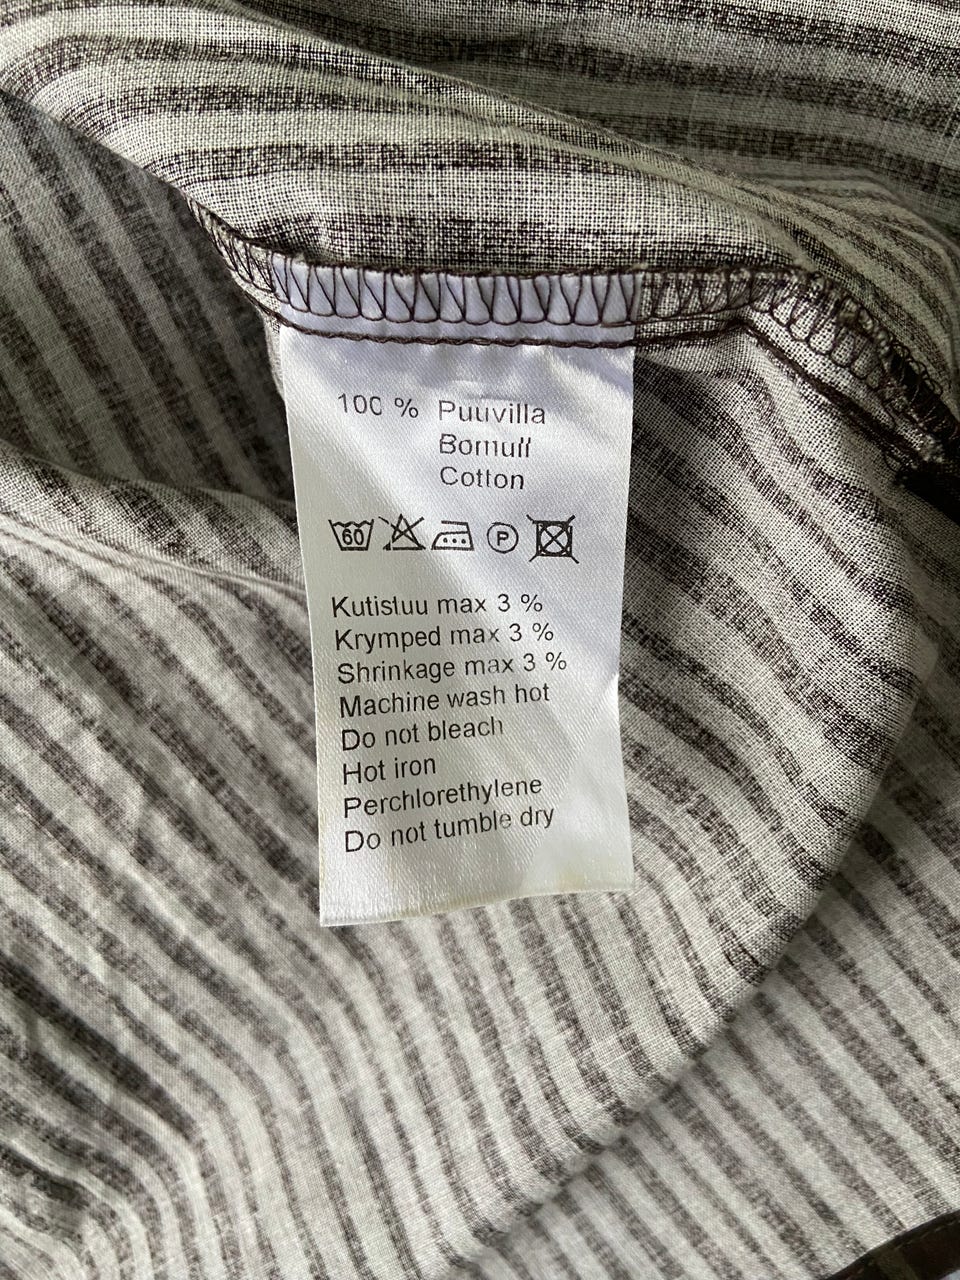 100 % Puuvilla
Bomull
Cotton
60 P
Kutistuu max 3 %
Krymped max 3 %
Shrinkage max 3 %
Machine wash hot
Do not bleach
Hot iron
Perchlorethylene
Do not tumble dry